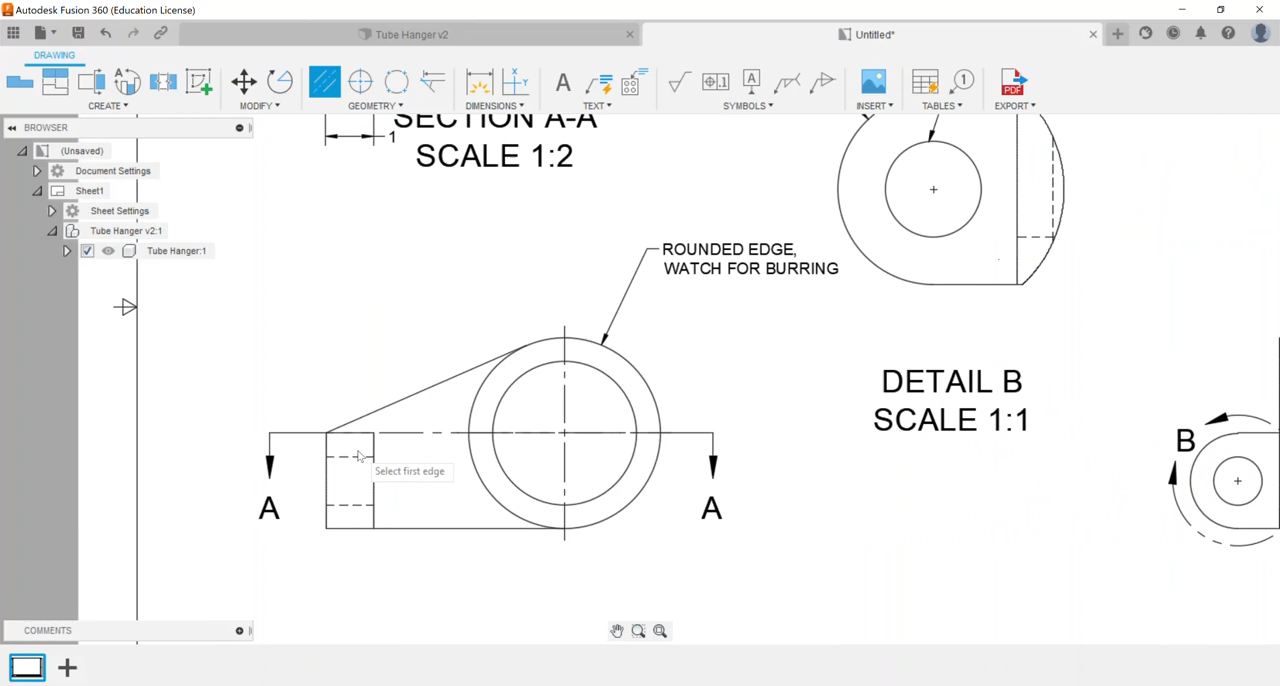 Autodesk Fusion 360 (Education License)
Tube Hanger v2
Untitled*
DRAWING
CREATE
MODIFY
GEOMETRY
DIMENSIONS
TEXT
SYMBOLS
INSERT
TABLES
EXPORT
BROWSER
(Unsaved)
Document Settings
Sheet1
Sheet Settings
Tube Hanger v2:1
Tube Hanger:1
1
SECTION A-A
SCALE 1:2
ROUNDED EDGE,
WATCH FOR BURRING
DETAIL B
SCALE 1:1
B
Select first edge
A
A
COMMENTS